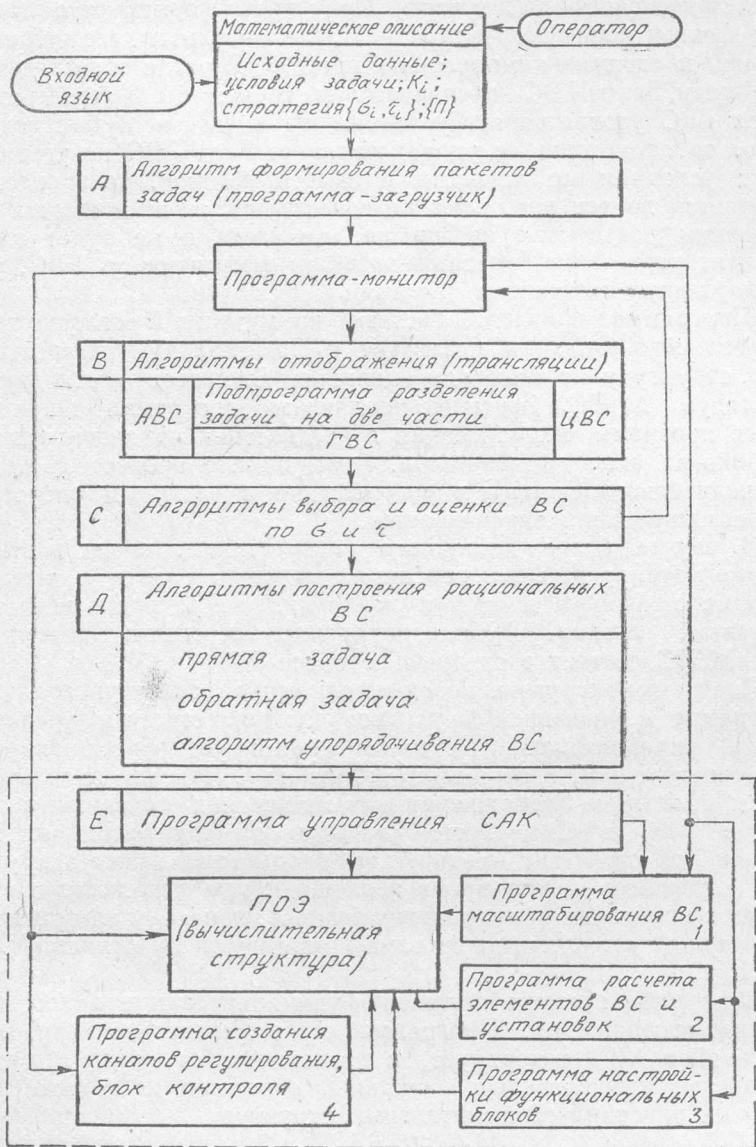 Математическое описание
Оператор
Исходные данные;
условия задачи; Kᵢ;
стратегия{σᵢ, τᵢ}; {П}
Входной
язык
А
Алгоритм формирования пакетов
задач (программа-загрузчик)
Программа-монитор
В
Алгоритмы отображения (трансляции)
АВС
Подпрограмма разделения
задачи на две части
ГВС
ЦВС
С
Алгорритмы выбора и оценки ВС
по σ и τ
Д
Алгоритмы построения рациональных
ВС
прямая задача
обратная задача
алгоритм упорядочивания ВС
Е
Программа управления САК
ПОЭ
(вычислительная
структура)
Программа
масштабирования ВС
1
Программа расчета
элементов ВС и
установок
2
Программа создания
каналов регулирования,
блок контроля
4
Программа настрой-
ки функциональных
блоков
3